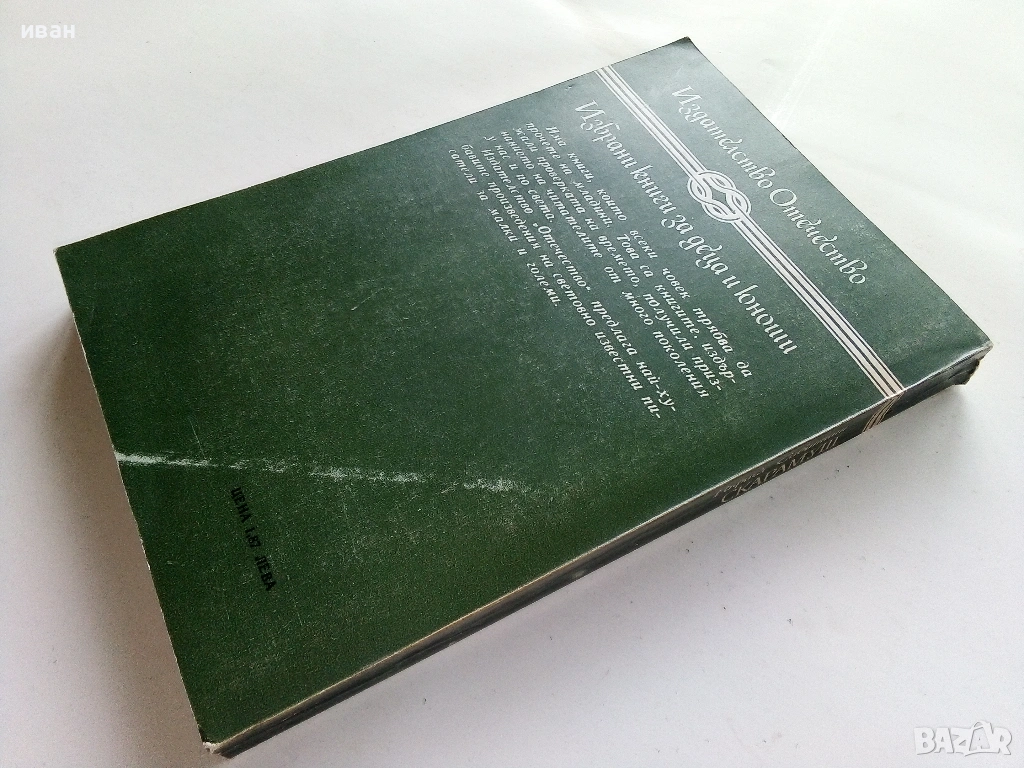 иван
Издателство Отечество
Избрани книги за деца и юноши
Има книги, които всеки човек трябва да
прочете на младини. Това са книгите, издър-
жали проверката на времето, получили приз-
нанието на читателите от много поколения
у нас и по света.
Издателство „Отечество“ предлага най-ху-
бавите произведения на световно известни пи-
сатели за малки и големи.
ЦЕНА 1,87 ЛЕВА
СКАРАМУШ
BAZAR